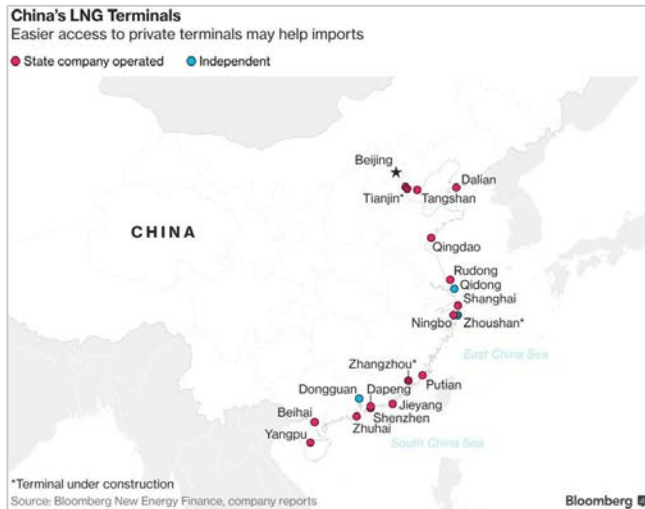 China's LNG Terminals
Easier access to private terminals may help imports
State company operated
Independent
Beijing
Dalian
Tianjin*
Tangshan
CHINA
Qingdao
Rudong
Qidong
Shanghai
Ningbo
Zhoushan*
East China Sea
Zhangzhou*
Putian
Dongguan
Dapeng
Jieyang
Beihai
Shenzhen
Zhuhai
Yangpu
South China Sea
*Terminal under construction
Source: Bloomberg New Energy Finance, company reports
Bloomberg